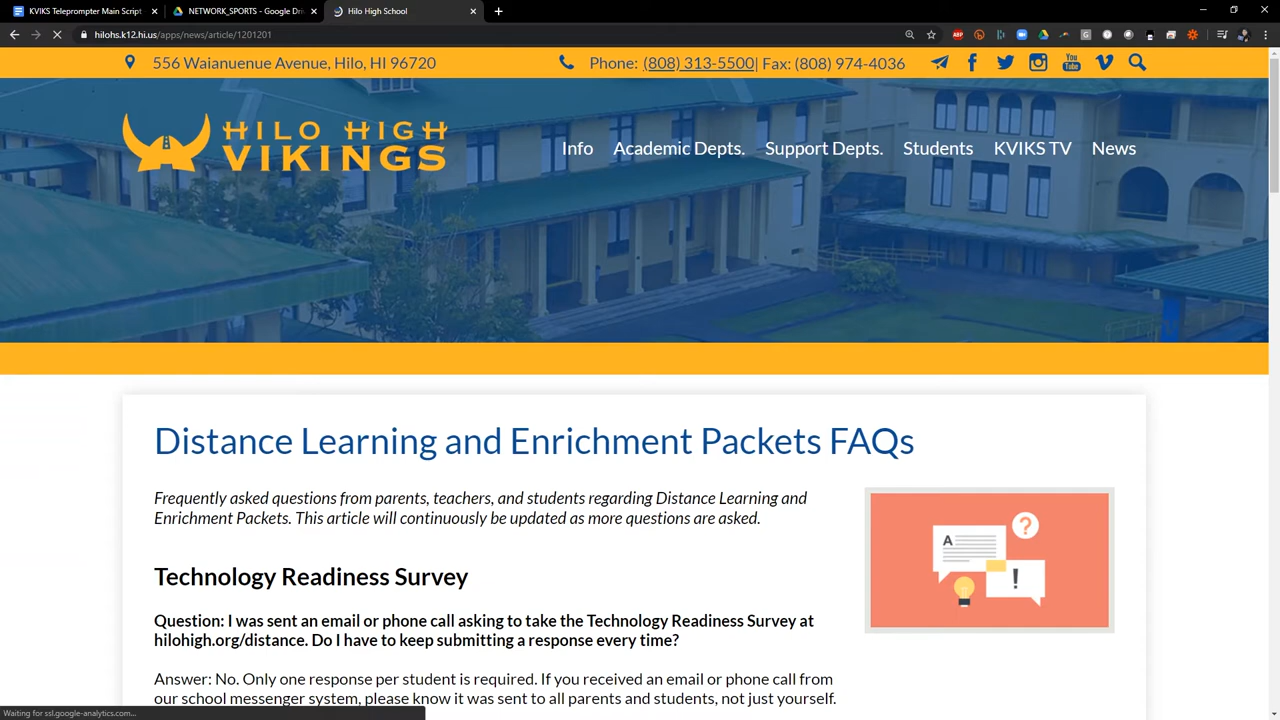 KVIKS Teleprompter Main Script
NETWORK_SPORTS - Google Dri
Hilo High School
hilohs.k12.hi.us/apps/news/article/1201201
556 Waianuenue Avenue, Hilo, HI 96720
Phone: (808) 313-5500| Fax: (808) 974-4036
You
Tube
HILO HIGH
VIKINGS
Info Academic Depts. Support Depts. Students KVIKS TV News
Distance Learning and Enrichment Packets FAQs
Frequently asked questions from parents, teachers, and students regarding Distance Learning and
Enrichment Packets. This article will continuously be updated as more questions are asked.
A
?
!
Technology Readiness Survey
Question: I was sent an email or phone call asking to take the Technology Readiness Survey at
hilohigh.org/distance. Do I have to keep submitting a response every time?
Answer: No. Only one response per student is required. If you received an email or phone call from
our school messenger system, please know it was sent to all parents and students, not just yourself.
Waiting for ssl.google-analytics.com...